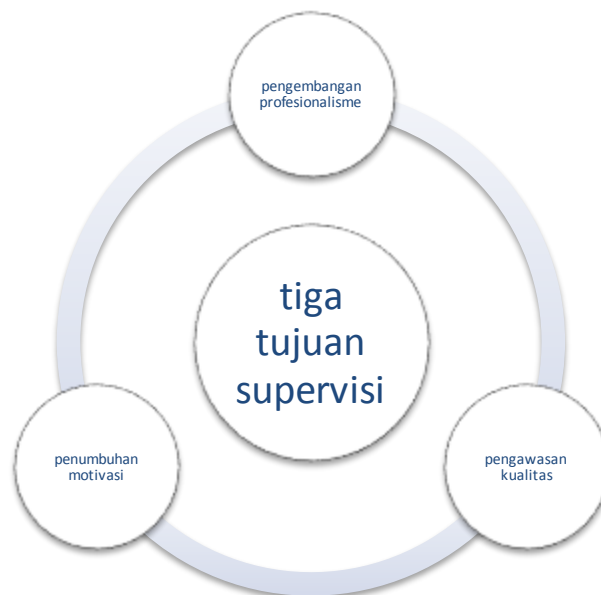 pengembangan
profesionalisme
tiga
tujuan
supervisi
penumbuhan
motivasi
pengawasan
kualitas